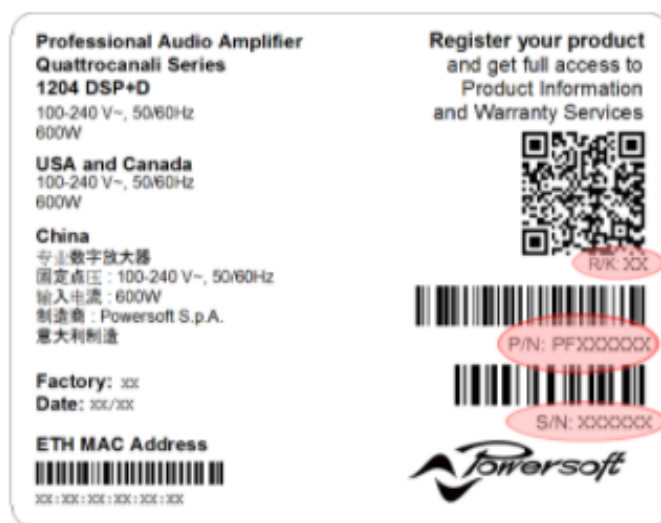 Professional Audio Amplifier
Quattrocanali Series
1204 DSP+D
100-240 V~, 50/60Hz
600W
USA and Canada
100-240 V~, 50/60Hz
600W
China
专业数字放大器
固定点压 : 100-240 V~, 50/60Hz
输入电流 : 600W
制造商 : Powersoft S.p.A.
意大利制造
Factory: xx
Date: xx/xx
ETH MAC Address
xx:xx:xx:xx:xx:xx
Register your product
and get full access to
Product Information
and Warranty Services
R/K: XX
P/N: PFXXXXXX
S/N: XXXXXXX
Powersoft